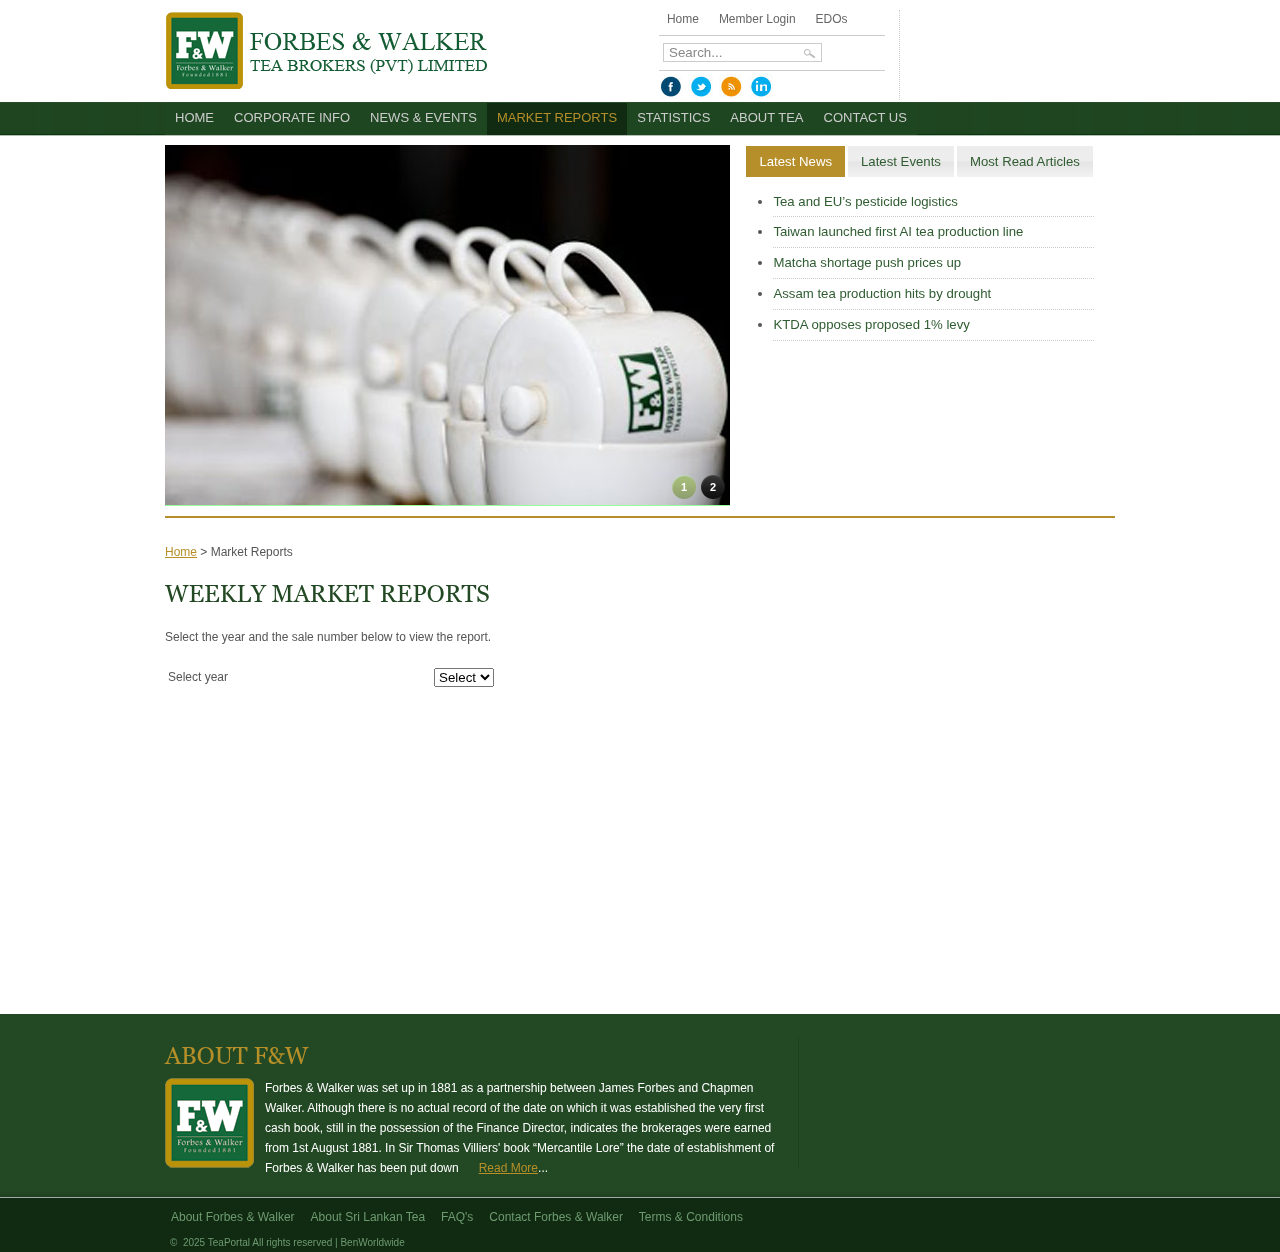 F&W
Forbes & Walker
Founded 1881
FORBES & WALKER
TEA BROKERS (PVT) LIMITED
Home Member Login EDOs
Search...
HOME CORPORATE INFO NEWS & EVENTS MARKET REPORTS STATISTICS ABOUT TEA CONTACT US
F&W
FORBES & WALKER
TEA BROKERS (PVT) LTD
1 2
Latest News Latest Events Most Read Articles
Tea and EU's pesticide logistics
Taiwan launched first AI tea production line
Matcha shortage push prices up
Assam tea production hits by drought
KTDA opposes proposed 1% levy
Home > Market Reports
WEEKLY MARKET REPORTS
Select the year and the sale number below to view the report.
Select year Select
ABOUT F&W
F&W
Forbes & Walker
Founded 1881
Forbes & Walker was set up in 1881 as a partnership between James Forbes and Chapmen
Walker. Although there is no actual record of the date on which it was established the very first
cash book, still in the possession of the Finance Director, indicates the brokerages were earned
from 1st August 1881. In Sir Thomas Villiers' book “Mercantile Lore” the date of establishment of
Forbes & Walker has been put down Read More...
About Forbes & Walker About Sri Lankan Tea FAQ's Contact Forbes & Walker Terms & Conditions
© 2025 TeaPortal All rights reserved | BenWorldwide